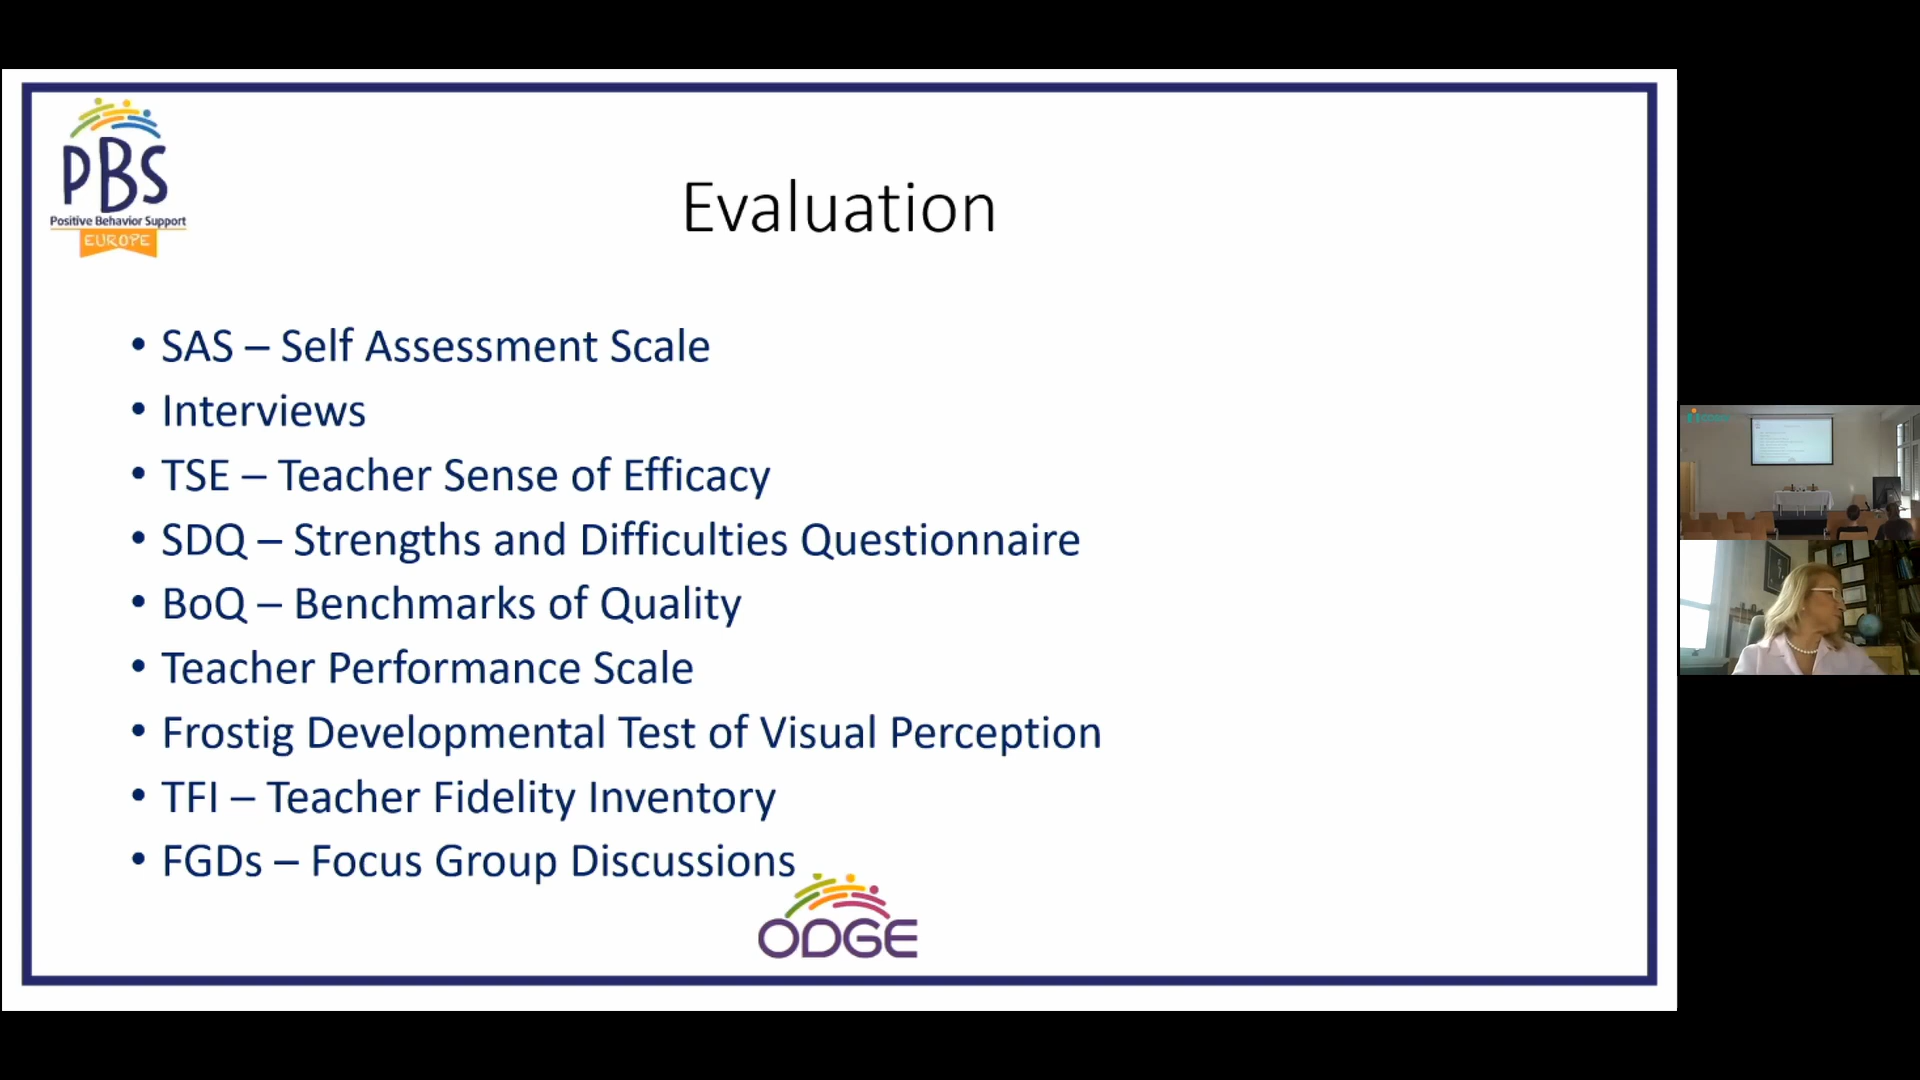 PBS
Positive Behavior Support
EUROPE
Evaluation
• SAS – Self Assessment Scale
• Interviews
• TSE – Teacher Sense of Efficacy
• SDQ – Strengths and Difficulties Questionnaire
• BoQ – Benchmarks of Quality
• Teacher Performance Scale
• Frostig Developmental Test of Visual Perception
• TFI – Teacher Fidelity Inventory
• FGDs – Focus Group Discussions
ODGE